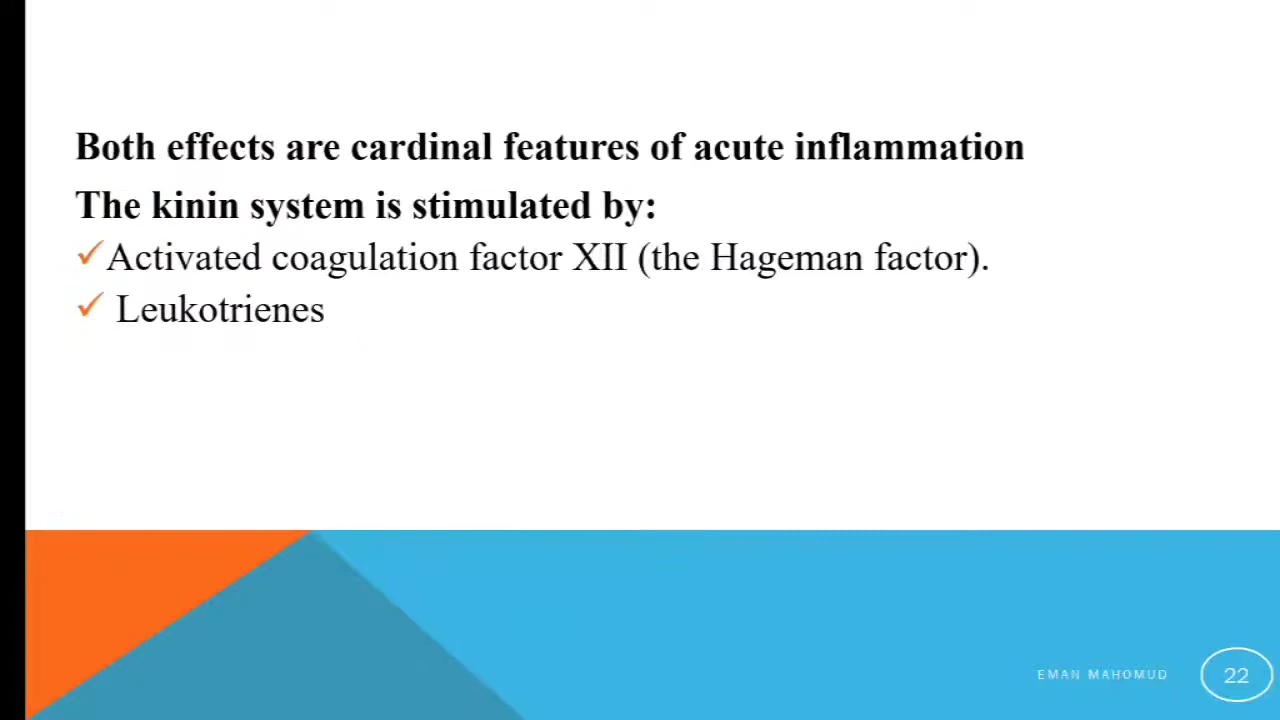 Both effects are cardinal features of acute inflammation
The kinin system is stimulated by:
✓Activated coagulation factor XII (the Hageman factor).
✓ Leukotrienes
EMAN MAHOMUD
22